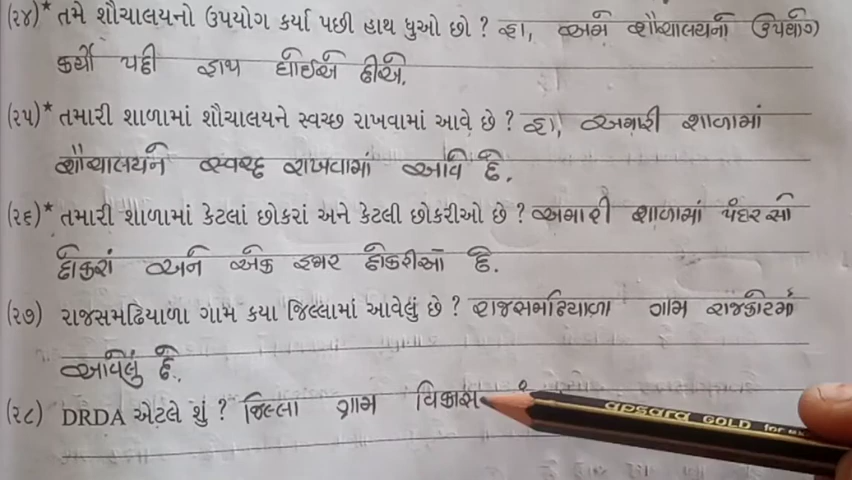 (૨૪)* તમે શૌચાલયનો ઉપયોગ કર્યા પછી હાથ ધુઓ છો ? હા, અમે શૌચાલયનો ઉપયોગ
કર્યા પછી હાથ ધોઈએ છીએ.
(૨૫)* તમારી શાળામાં શૌચાલયને સ્વચ્છ રાખવામાં આવે છે ? હા, અમારી શાળામાં
શૌચાલયને સ્વચ્છ રાખવામાં આવે છે.
(૨૬)* તમારી શાળામાં કેટલાં છોકરાં અને કેટલી છોકરીઓ છે ? અમારી શાળામાં પંદરસો
છોકરાં અને એક હજાર છોકરીઓ છે.
(૨૭) રાજસમઢિયાળા ગામ કયા જિલ્લામાં આવેલું છે ? રાજસમઢિયાળા ગામ રાજકોટમાં
આવેલું છે.
(૨૮) DRDA એટલે શું ? જિલ્લા ગ્રામ વિકાસ
apsara GOLD for